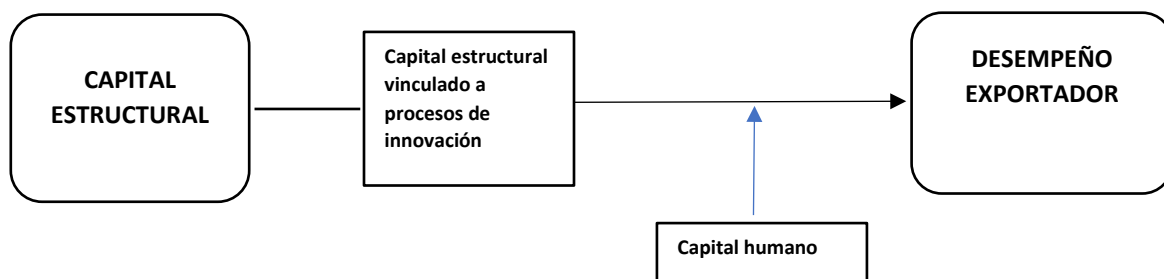 CAPITAL
ESTRUCTURAL
Capital estructural
vinculado a
procesos de
innovación
DESEMPEÑO
EXPORTADOR
Capital humano